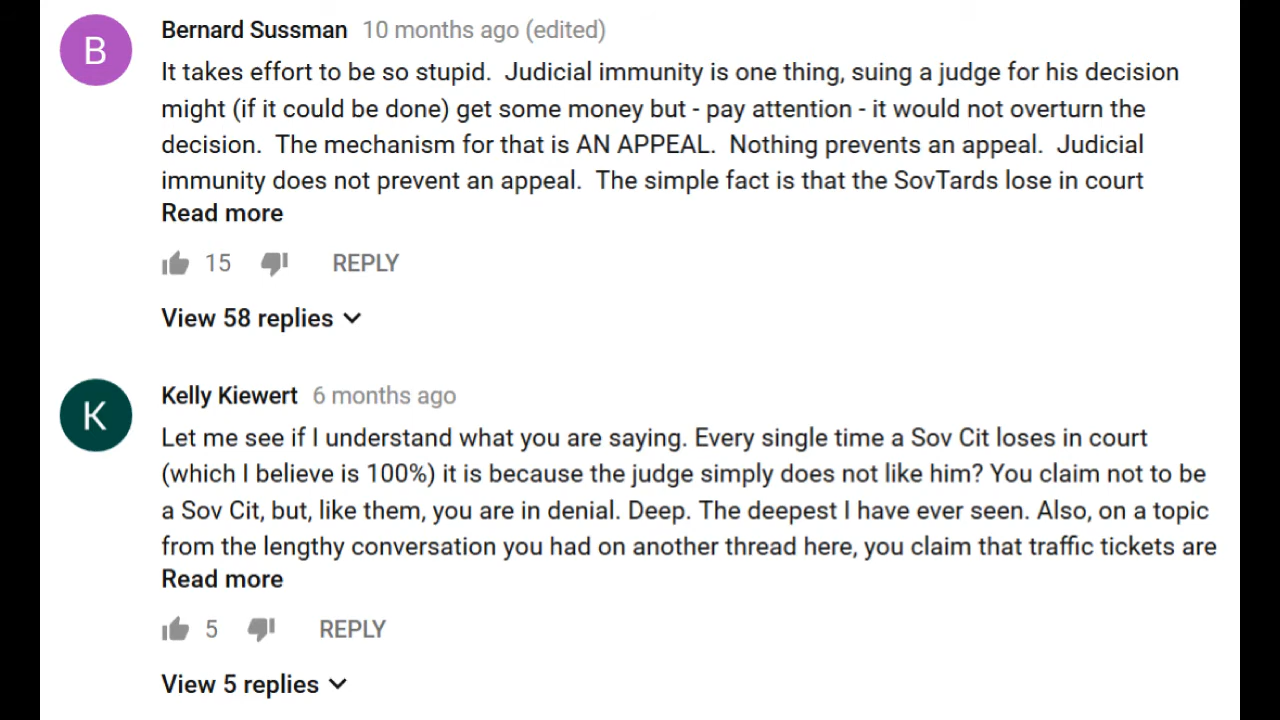 B
Bernard Sussman 10 months ago (edited)
It takes effort to be so stupid.  Judicial immunity is one thing, suing a judge for his decision
might (if it could be done) get some money but - pay attention - it would not overturn the
decision.  The mechanism for that is AN APPEAL.  Nothing prevents an appeal.  Judicial
immunity does not prevent an appeal.  The simple fact is that the SovTards lose in court
Read more
15 REPLY
View 58 replies
K
Kelly Kiewert 6 months ago
Let me see if I understand what you are saying. Every single time a Sov Cit loses in court
(which I believe is 100%) it is because the judge simply does not like him? You claim not to be
a Sov Cit, but, like them, you are in denial. Deep. The deepest I have ever seen. Also, on a topic
from the lengthy conversation you had on another thread here, you claim that traffic tickets are
Read more
5 REPLY
View 5 replies